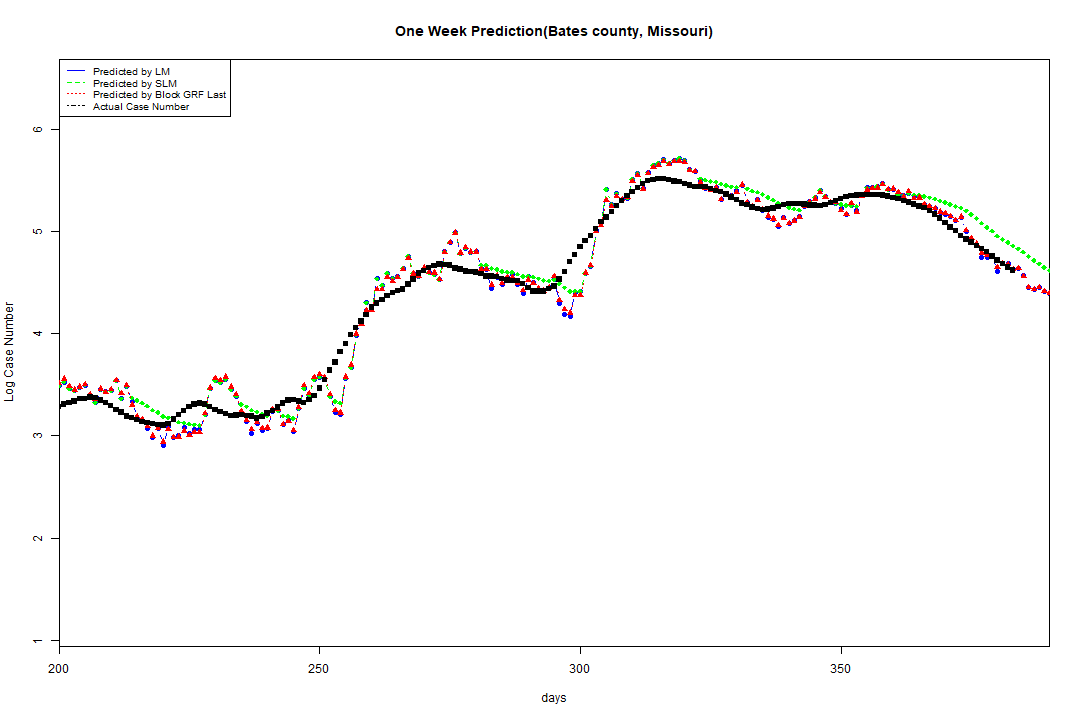 One Week Prediction(Bates county, Missouri)
Predicted by LM
Predicted by SLM
Predicted by Block GRF Last
Actual Case Number
6
5
4
3
2
1
Log Case Number
200 250 300 350
days